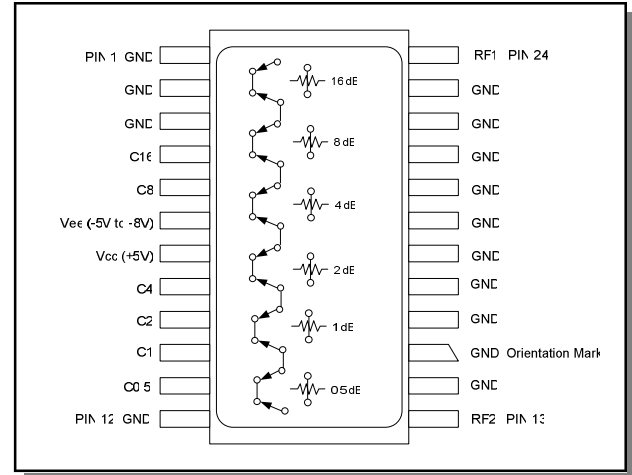 PIN 1 GND
GND
GND
C16
C8
Vee (-5V to -8V)
Vcc (+5V)
C4
C2
C1
C0.5
PIN 12 GND
16 dB
8 dB
4 dB
2 dB
1 dB
0.5 dB
RF1 PIN 24
GND
GND
GND
GND
GND
GND
GND
GND
GND Orientation Mark
GND
RF2 PIN 13